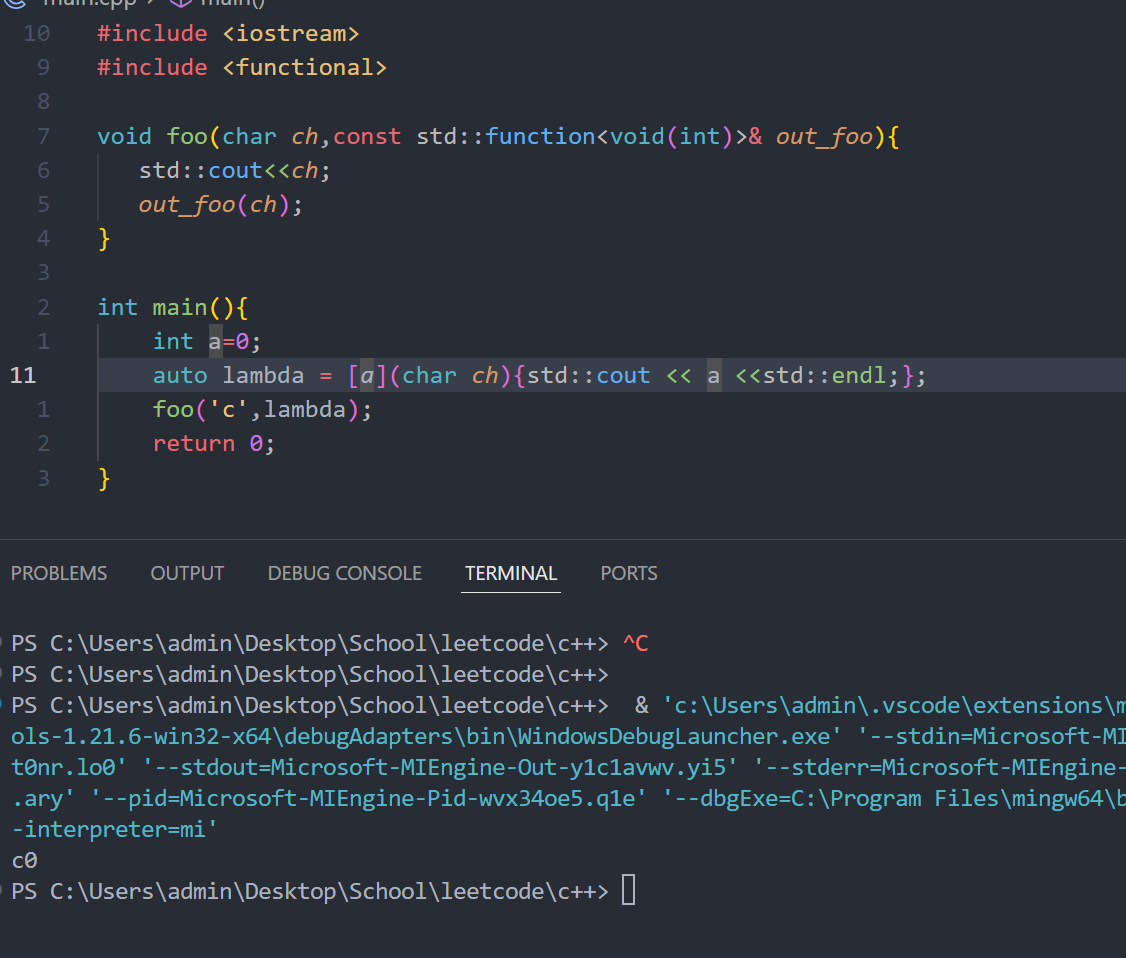 main.cpp > main()
10 #include <iostream>
9 #include <functional>
8
7 void foo(char ch,const std::function<void(int)>& out_foo){
6 std::cout<<ch;
5 out_foo(ch);
4 }
3
2 int main(){
1 int a=0;
11 auto lambda = [a](char ch){std::cout << a <<std::endl;};
1 foo('c',lambda);
2 return 0;
3 }
PROBLEMS OUTPUT DEBUG CONSOLE TERMINAL PORTS
PS C:\Users\admin\Desktop\School\leetcode\c++> ^C
PS C:\Users\admin\Desktop\School\leetcode\c++>
PS C:\Users\admin\Desktop\School\leetcode\c++>  & 'c:\Users\admin\.vscode\extensions\m
ols-1.21.6-win32-x64\debugAdapters\bin\WindowsDebugLauncher.exe' '--stdin=Microsoft-MI
t0nr.lo0' '--stdout=Microsoft-MIEngine-Out-y1c1avwv.yi5' '--stderr=Microsoft-MIEngine-
.ary' '--pid=Microsoft-MIEngine-Pid-wvx34oe5.q1e' '--dbgExe=C:\Program Files\mingw64\b
-interpreter=mi'
c0
PS C:\Users\admin\Desktop\School\leetcode\c++>